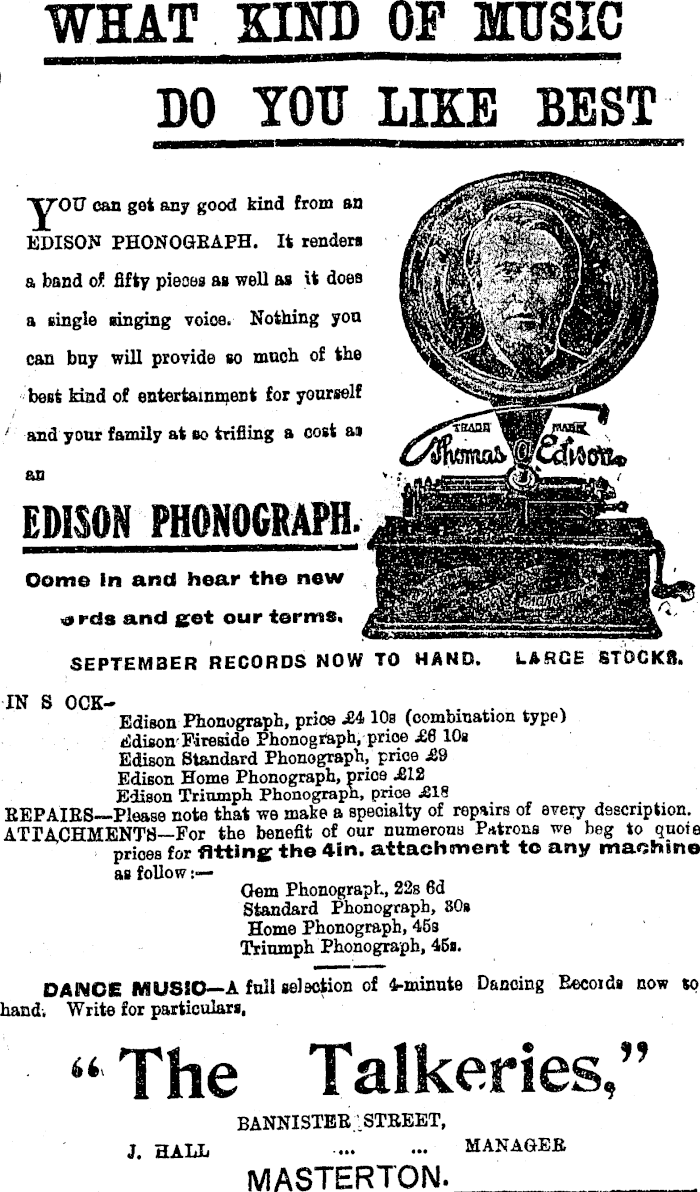 WHAT KIND OF MUSIC
DO YOU LIKE BEST
YOU can get any good kind from an
EDISON PHONOGRAPH. It renders
a band of fifty pieces as well as it does
a single singing voice. Nothing you
can buy will provide so much of the
best kind of entertainment for yourself
and your family at so trifling a cost as
an
EDISON PHONOGRAPH.
Come in and hear the new
rds and get our terms.
TRADE MARK
Thomas A Edison
SEPTEMBER RECORDS NOW TO HAND. LARGE STOCKS.
IN S OCK—
Edison Phonograph, price £4 10s (combination type)
Edison Fireside Phonograph, price £6 10s
Edison Standard Phonograph, price £9
Edison Home Phonograph, price £12
Edison Triumph Phonograph, price £18
REPAIRS—Please note that we make a specialty of repairs of every description.
ATTACHMENTS—For the benefit of our numerous Patrons we beg to quote
prices for fitting the 4in. attachment to any machine
as follow:—
Gem Phonograph, 22s 6d
Standard Phonograph, 30s
Home Phonograph, 45s
Triumph Phonograph, 45s.
DANCE MUSIC—A full selection of 4-minute Dancing Records now to
hand. Write for particulars.
"The Talkeries,"
BANNISTER STREET,
J. HALL ... ... MANAGER
MASTERTON.